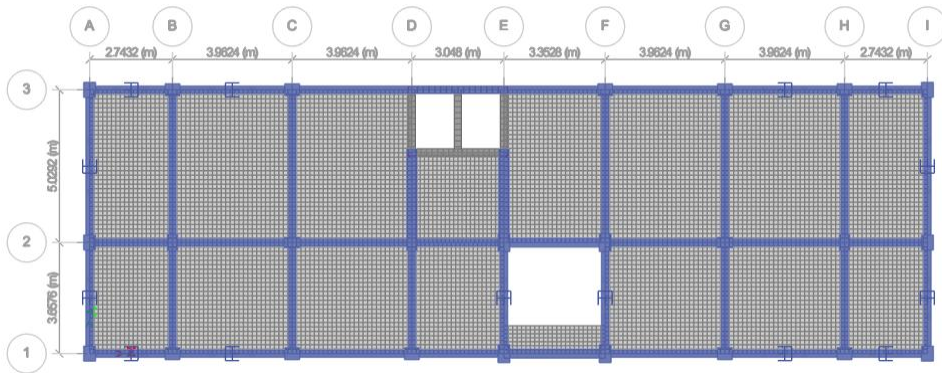 A B C D E F G H I
2.7432 (m) 3.9624 (m) 3.9624 (m) 3.048 (m) 3.3528 (m) 3.9624 (m) 3.9624 (m) 2.7432 (m)
3
5.0292 (m)
2
3.6576 (m)
1